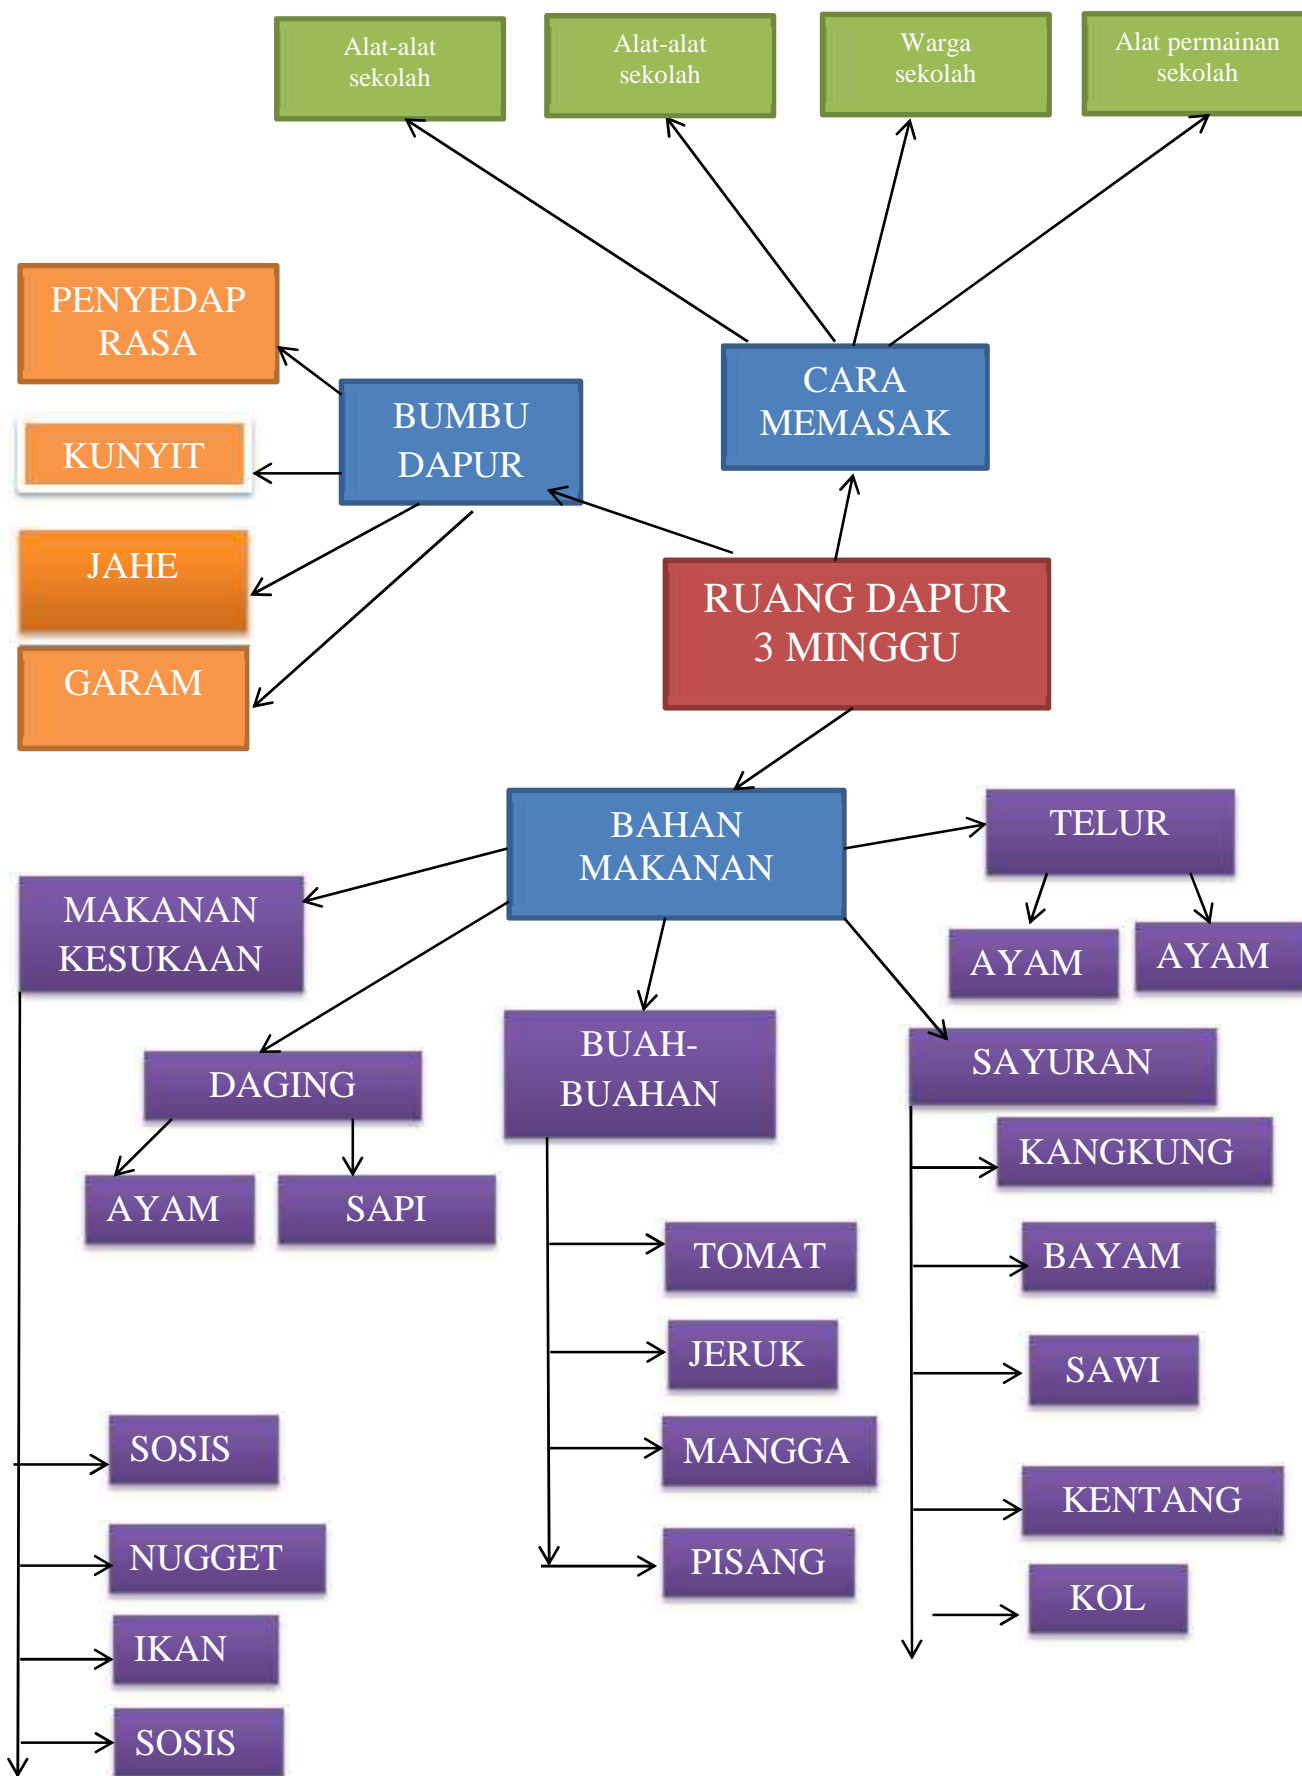 Alat-alat
sekolah
Alat-alat
sekolah
Warga
sekolah
Alat permainan
sekolah
PENYEDAP
RASA
KUNYIT
JAHE
GARAM
BUMBU
DAPUR
CARA
MEMASAK
RUANG DAPUR
3 MINGGU
BAHAN
MAKANAN
TELUR
AYAM
AYAM
MAKANAN
KESUKAAN
DAGING
AYAM
SAPI
BUAH-
BUAHAN
SAYURAN
KANGKUNG
BAYAM
SAWI
KENTANG
KOL
TOMAT
JERUK
MANGGA
PISANG
SOSIS
NUGGET
IKAN
SOSIS